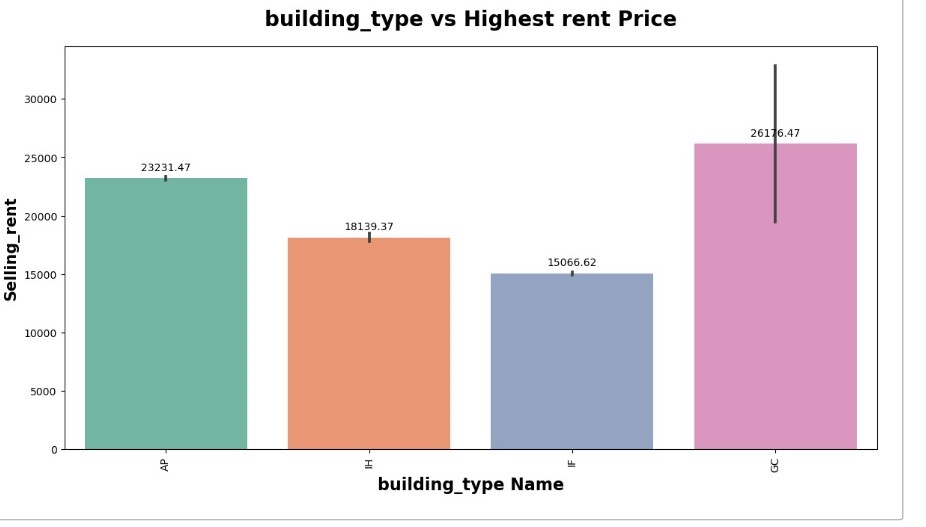 building_type vs Highest rent Price
Selling_rent
30000
25000
20000
15000
10000
5000
0
23231.47
18139.37
15066.62
26176.47
AP
IH
IF
GC
building_type Name